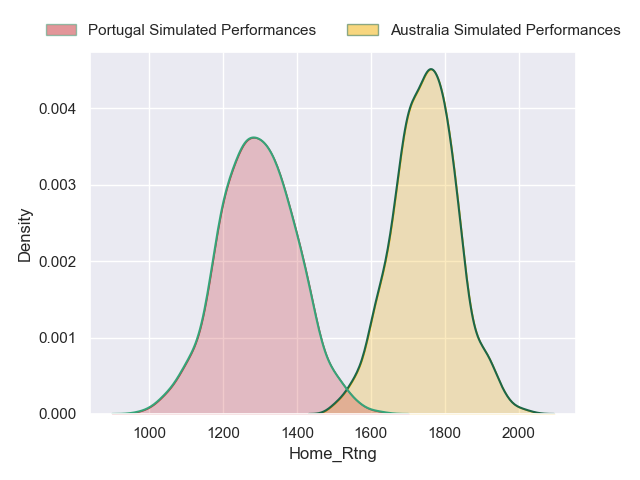 Portugal Simulated Performances
Australia Simulated Performances
Density
0.004
0.003
0.002
0.001
0.000
1000 1200 1400 1600 1800 2000
Home_Rtng